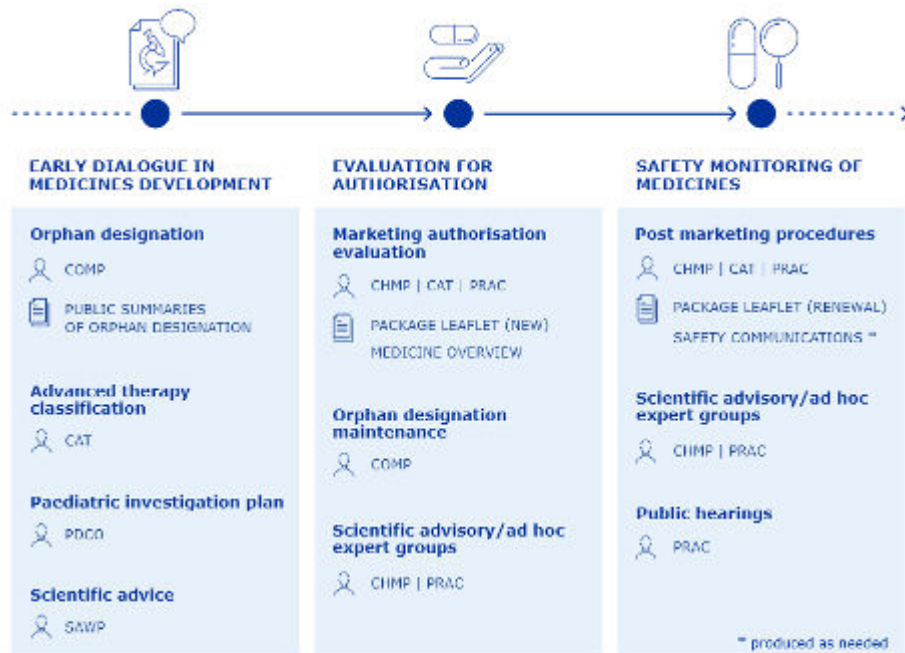 EARLY DIALOGUE IN
MEDICINES DEVELOPMENT
Orphan designation
COMP
PUBLIC SUMMARIES
OF ORPHAN DESIGNATION
Advanced therapy
classification
CAT
Paediatric investigation plan
PDCO
Scientific advice
SAWP
EVALUATION FOR
AUTHORISATION
Marketing authorisation
evaluation
CHMP | CAT | PRAC
PACKAGE LEAFLET (NEW)
MEDICINE OVERVIEW
Orphan designation
maintenance
COMP
Scientific advisory/ad hoc
expert groups
CHMP | PRAC
SAFETY MONITORING OF
MEDICINES
Post marketing procedures
CHMP | CAT | PRAC
PACKAGE LEAFLET (RENEWAL)
SAFETY COMMUNICATIONS *
Scientific advisory/ad hoc
expert groups
CHMP | PRAC
Public hearings
PRAC
* produced as needed